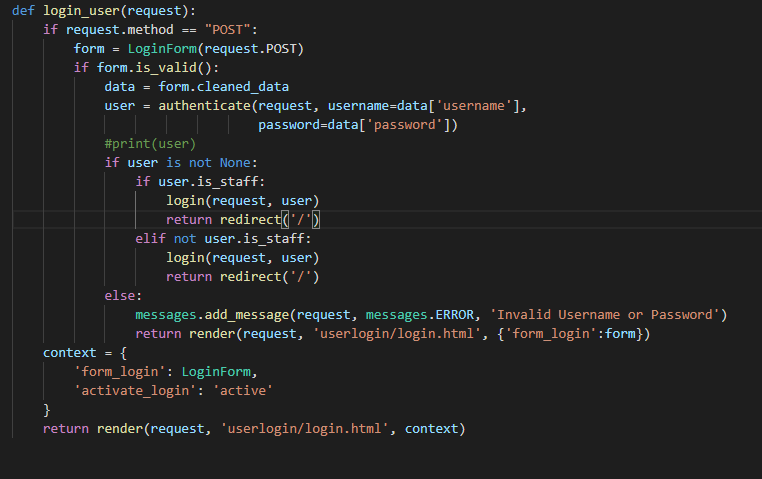 def login_user(request):
    if request.method == "POST":
        form = LoginForm(request.POST)
        if form.is_valid():
            data = form.cleaned_data
            user = authenticate(request, username=data['username'],
                                password=data['password'])
            #print(user)
            if user is not None:
                if user.is_staff:
                    login(request, user)
                    return redirect('/')
                elif not user.is_staff:
                    login(request, user)
                    return redirect('/')
            else:
                messages.add_message(request, messages.ERROR, 'Invalid Username or Password')
                return render(request, 'userlogin/login.html', {'form_login':form})
    context = {
        'form_login': LoginForm,
        'activate_login': 'active'
    }
    return render(request, 'userlogin/login.html', context)